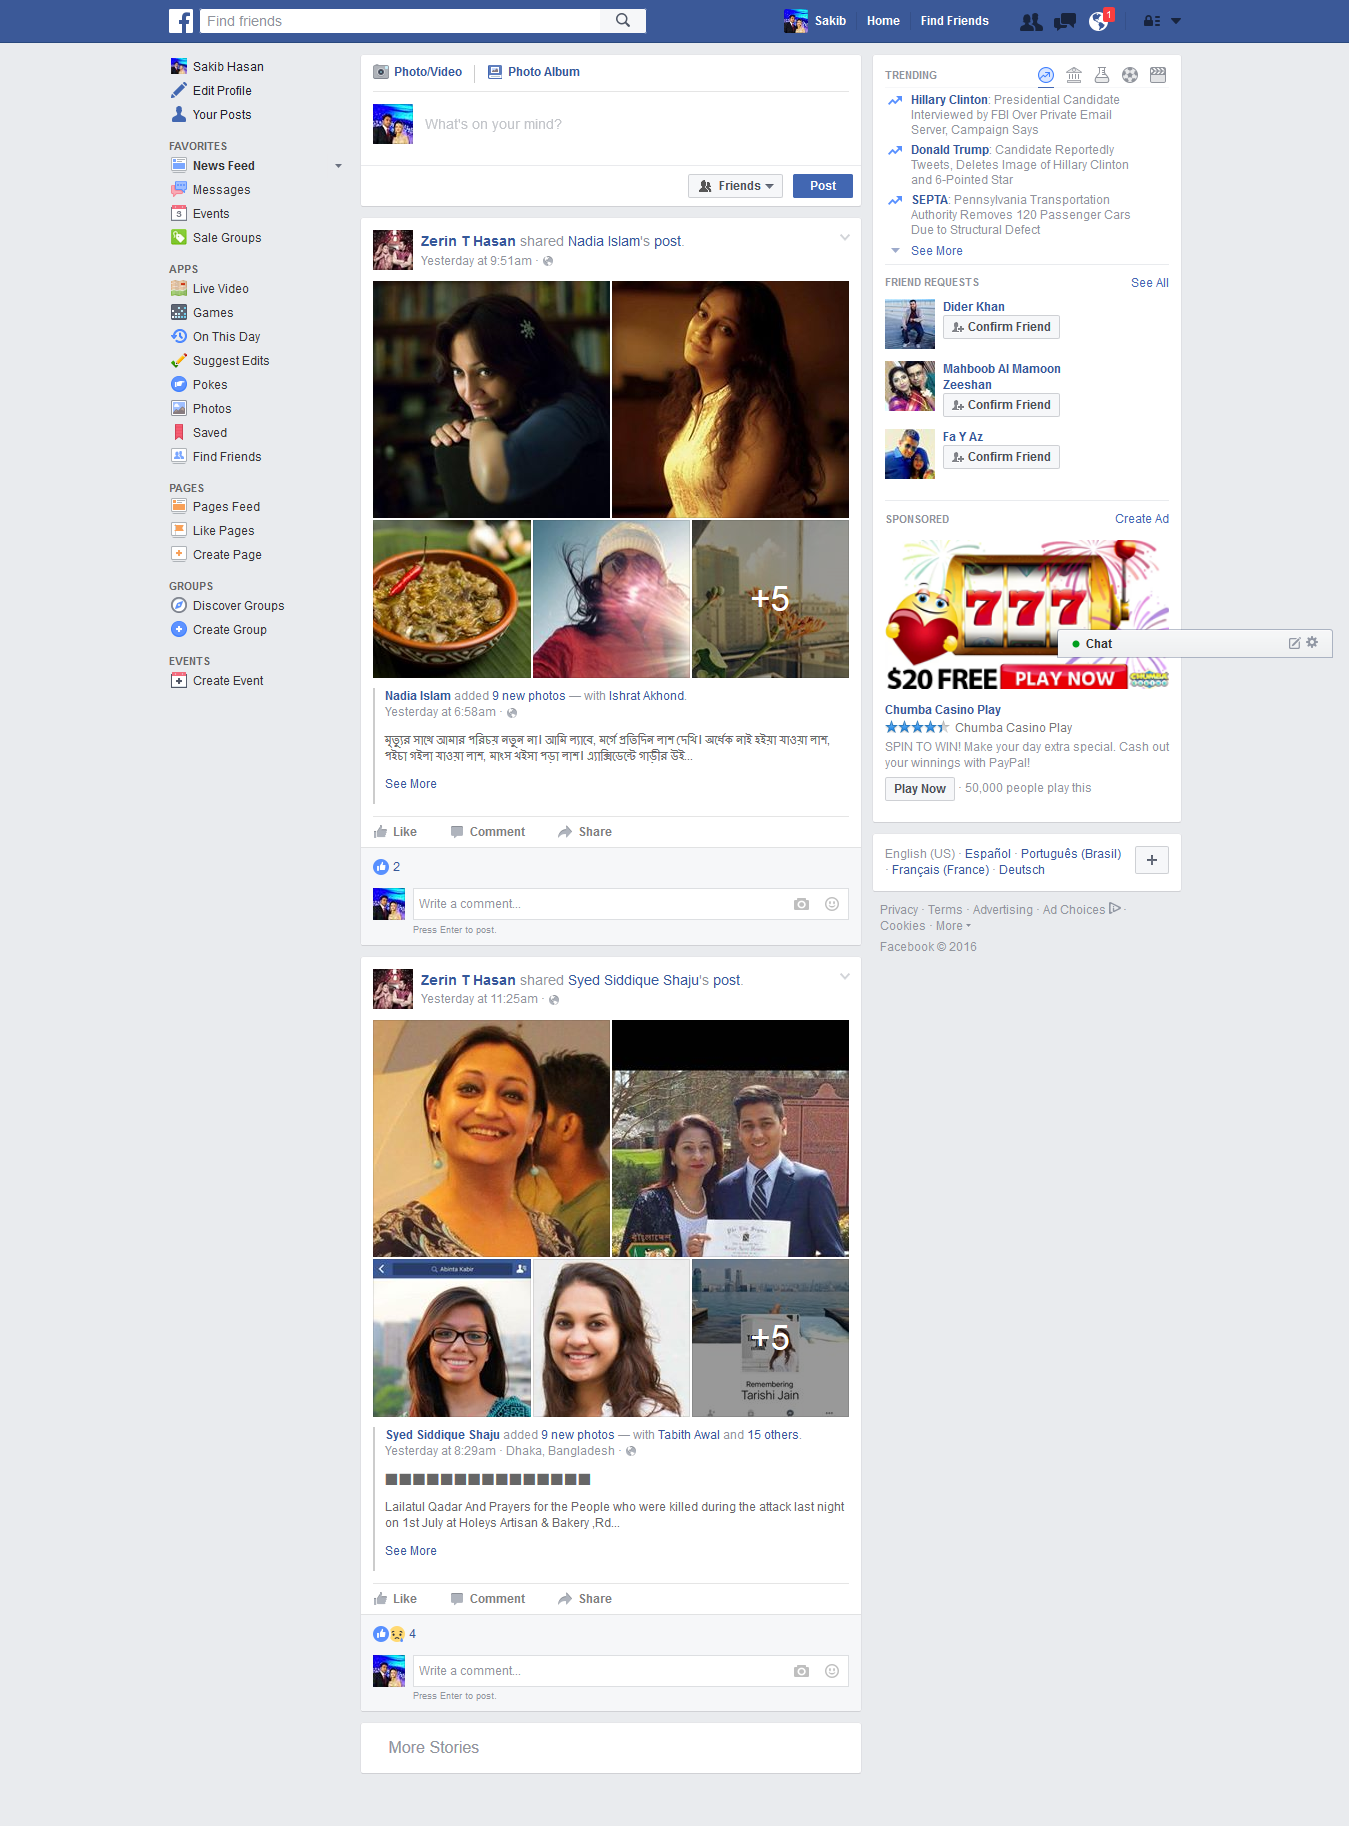 Find friends
Sakib
Home
Find Friends
1
Sakib Hasan
Edit Profile
Your Posts
FAVORITES
News Feed
Messages
Events
Sale Groups
APPS
Live Video
Games
On This Day
Suggest Edits
Pokes
Photos
Saved
Find Friends
PAGES
Pages Feed
Like Pages
Create Page
GROUPS
Discover Groups
Create Group
EVENTS
Create Event
Photo/Video
Photo Album
What's on your mind?
Friends
Post
Zerin T Hasan shared Nadia Islam's post.
Yesterday at 9:51am ·
+5
Nadia Islam added 9 new photos — with Ishrat Akhond.
Yesterday at 6:58am ·
মৃত্যুর সাথে আমার পরিচয় নতুন না। আমি ল্যাবে, মর্গে প্রতিদিন লাশ দেখি। অর্ধেক নাই হইয়া যাওয়া লাশ,
পইচা গইলা যাওয়া লাশ, মাংস খইসা পড়া লাশ। এ্যাক্সিডেন্টে গাড়ীর উই...
See More
Like
Comment
Share
2
Write a comment...
Press Enter to post.
Zerin T Hasan shared Syed Siddique Shaju's post.
Yesterday at 11:25am ·
Abinta Kabir
+5
Remembering
Tarishi Jain
Syed Siddique Shaju added 9 new photos — with Tabith Awal and 15 others.
Yesterday at 8:29am · Dhaka, Bangladesh ·
■■■■■■■■■■■■■■■
Lailatul Qadar And Prayers for the People who were killed during the attack last night
on 1st July at Holeys Artisan & Bakery ,Rd...
See More
Like
Comment
Share
4
Write a comment...
Press Enter to post.
More Stories
TRENDING
Hillary Clinton: Presidential Candidate
Interviewed by FBI Over Private Email
Server, Campaign Says
Donald Trump: Candidate Reportedly
Tweets, Deletes Image of Hillary Clinton
and 6-Pointed Star
SEPTA: Pennsylvania Transportation
Authority Removes 120 Passenger Cars
Due to Structural Defect
See More
FRIEND REQUESTS
See All
Dider Khan
Confirm Friend
Mahboob Al Mamoon
Zeeshan
Confirm Friend
Fa Y Az
Confirm Friend
SPONSORED
Create Ad
777
Chat
$20 FREE
PLAY NOW
CHUMBA
Chumba Casino Play
Chumba Casino Play
SPIN TO WIN! Make your day extra special. Cash out
your winnings with PayPal!
Play Now
· 50,000 people play this
English (US) · Español · Português (Brasil)
· Français (France) · Deutsch
+
Privacy · Terms · Advertising · Ad Choices ·
Cookies · More
Facebook © 2016